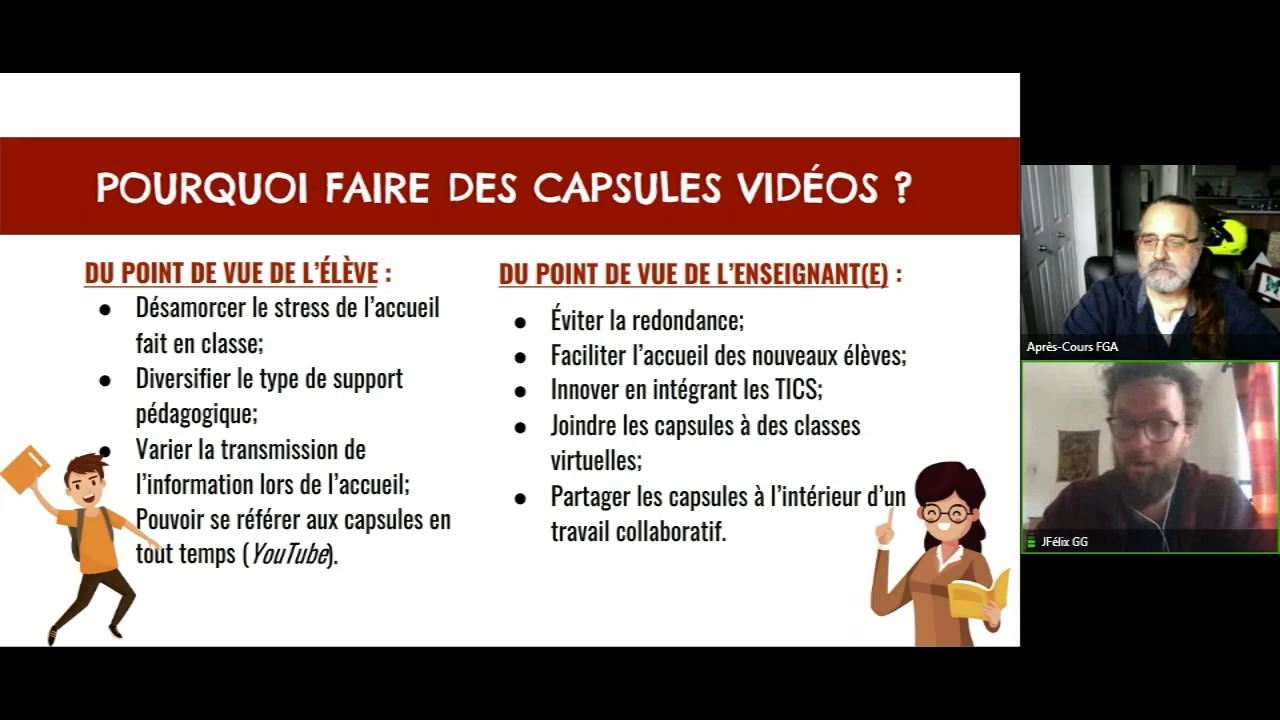 POURQUOI FAIRE DES CAPSULES VIDÉOS ?
DU POINT DE VUE DE L'ÉLÈVE :
● Désamorcer le stress de l'accueil
fait en classe;
● Diversifier le type de support
pédagogique;
● Varier la transmission de
l'information lors de l'accueil;
Pouvoir se référer aux capsules en
tout temps (YouTube).
DU POINT DE VUE DE L'ENSEIGNANT(E) :
● Éviter la redondance;
● Faciliter l'accueil des nouveaux élèves;
● Innover en intégrant les TICS;
● Joindre les capsules à des classes
virtuelles;
● Partager les capsules à l'intérieur d'un
travail collaboratif.
Après-Cours FGA
JFélix GG